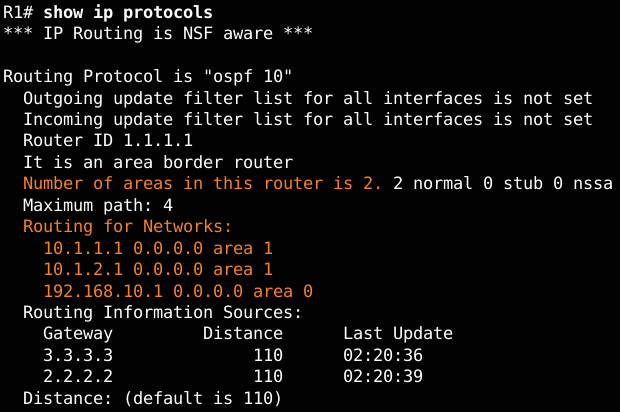 R1# show ip protocols
*** IP Routing is NSF aware ***
Routing Protocol is "ospf 10"
Outgoing update filter list for all interfaces is not set
Incoming update filter list for all interfaces is not set
Router ID 1.1.1.1
It is an area border router
Number of areas in this router is 2. 2 normal 0 stub 0 nssa
Maximum path: 4
Routing for Networks:
10.1.1.1 0.0.0.0 area 1
10.1.2.1 0.0.0.0 area 1
192.168.10.1 0.0.0.0 area 0
Routing Information Sources:
Gateway Distance Last Update
3.3.3.3 110 02:20:36
2.2.2.2 110 02:20:39
Distance: (default is 110)